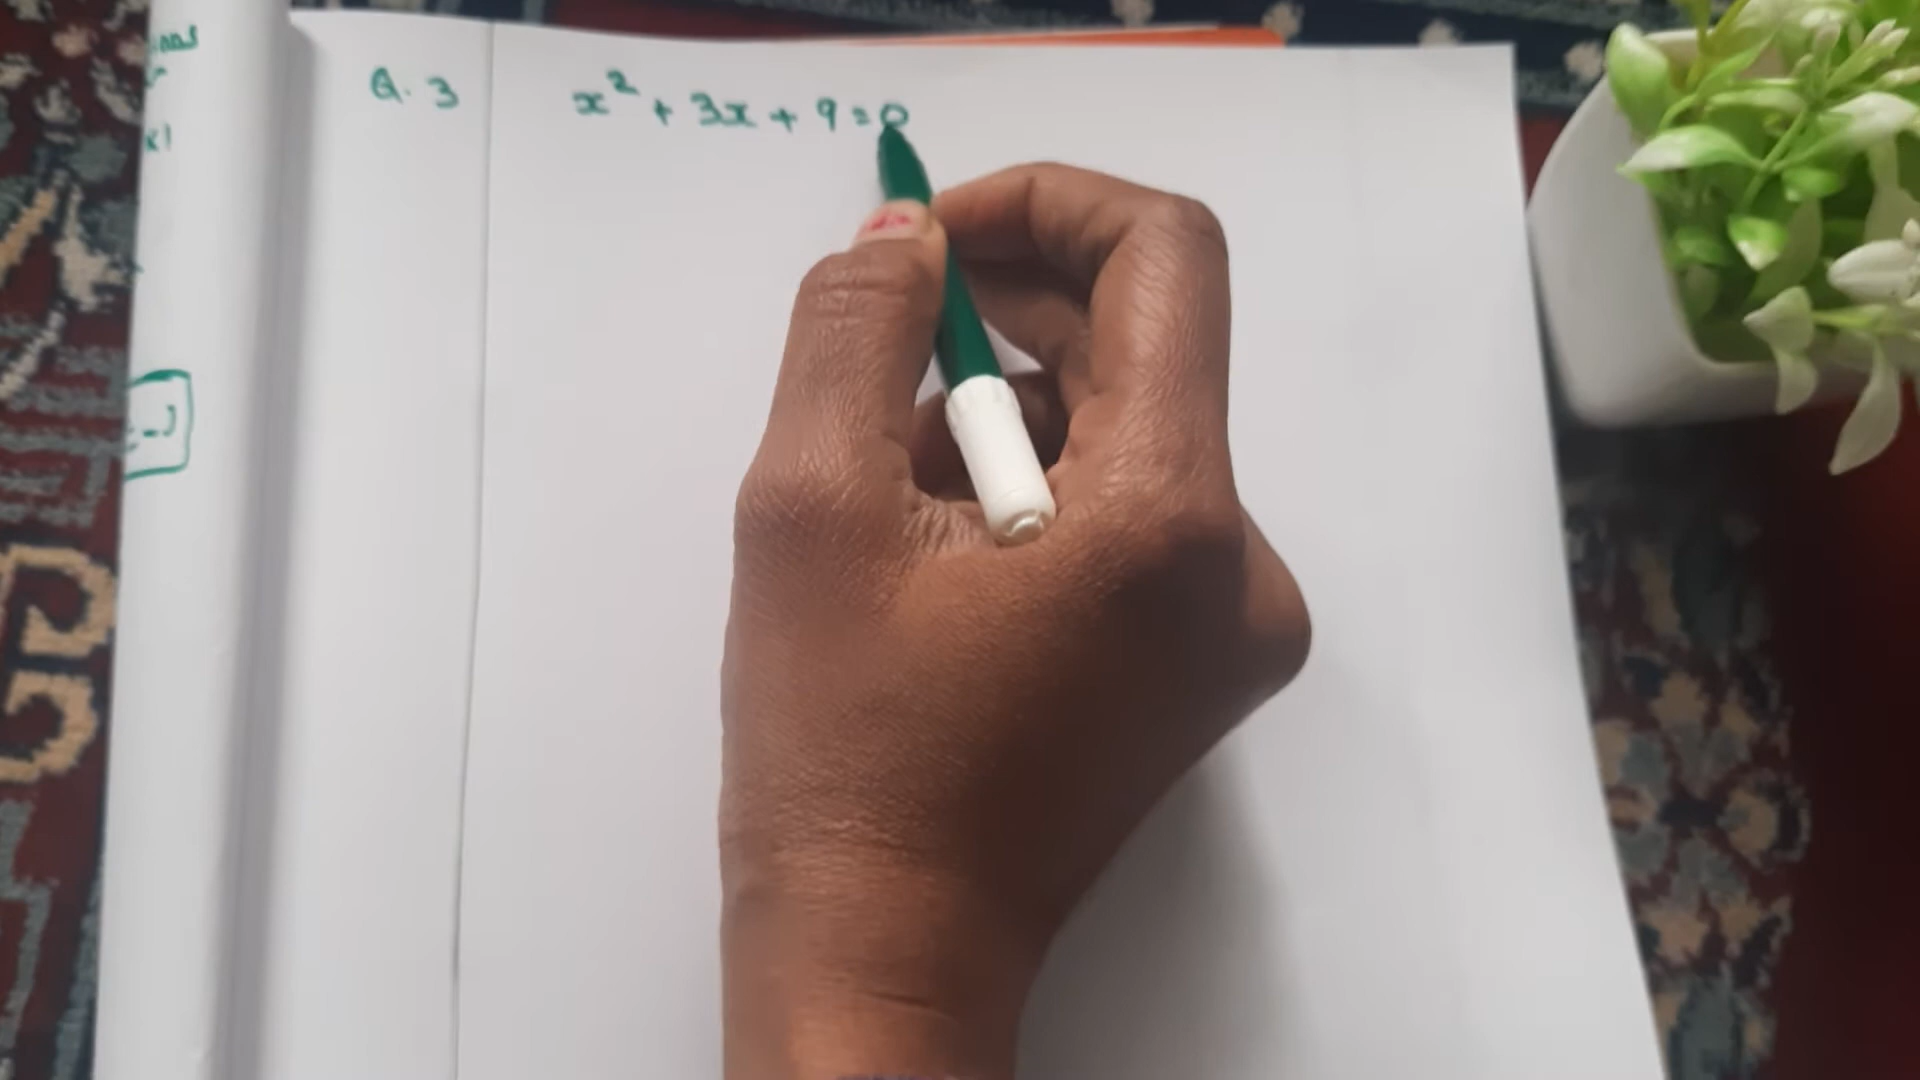 Q. 3 x² + 3x + 9 = 0